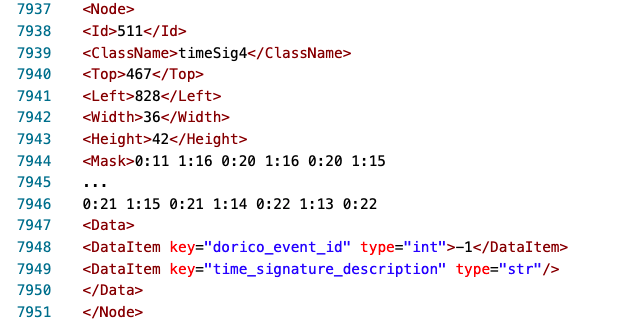 7937 <Node>
7938 <Id>511</Id>
7939 <ClassName>timeSig4</ClassName>
7940 <Top>467</Top>
7941 <Left>828</Left>
7942 <Width>36</Width>
7943 <Height>42</Height>
7944 <Mask>0:11 1:16 0:20 1:16 0:20 1:15
7945 ...
7946 0:21 1:15 0:21 1:14 0:22 1:13 0:22
7947 <Data>
7948 <DataItem key="dorico_event_id" type="int">-1</DataItem>
7949 <DataItem key="time_signature_description" type="str"/>
7950 </Data>
7951 </Node>